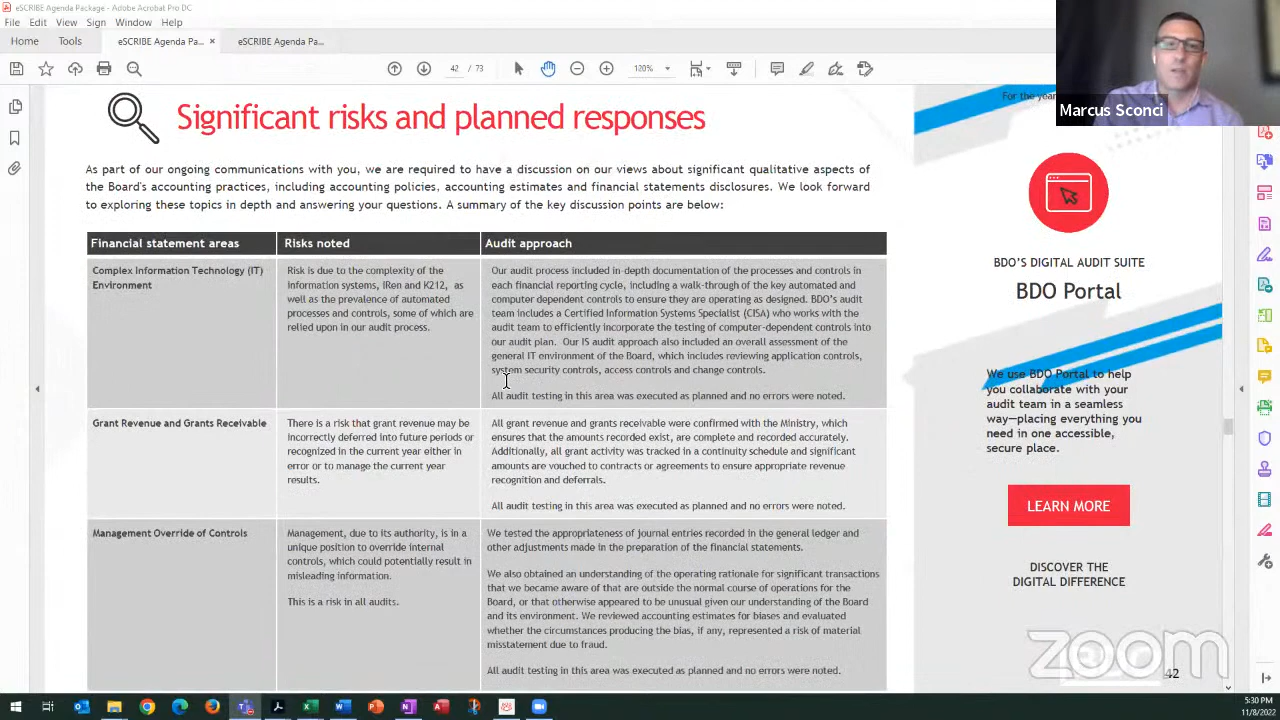 eSCRIBE Agenda Package - Adobe Acrobat Pro DC
File Edit View Sign Window Help
Home Tools eSCRIBE Agenda Pa... × eSCRIBE Agenda Pa...
42 / 73 120%
For the year
Marcus Sconci
Significant risks and planned responses
As part of our ongoing communications with you, we are required to have a discussion on our views about significant qualitative aspects of
the Board's accounting practices, including accounting policies, accounting estimates and financial statements disclosures. We look forward
to exploring these topics in depth and answering your questions. A summary of the key discussion points are below:
Financial statement areas
Risks noted
Audit approach
Complex Information Technology (IT)
Environment
Risk is due to the complexity of the
information systems, IRen and K212, as
well as the prevalence of automated
processes and controls, some of which are
relied upon in our audit process.
Our audit process included in-depth documentation of the processes and controls in
each financial reporting cycle, including a walk-through of the key automated and
computer dependent controls to ensure they are operating as designed. BDO's audit
team includes a Certified Information Systems Specialist (CISA) who works with the
audit team to efficiently incorporate the testing of computer-dependent controls into
our audit plan. Our IS audit approach also included an overall assessment of the
general IT environment of the Board, which includes reviewing application controls,
system security controls, access controls and change controls.
All audit testing in this area was executed as planned and no errors were noted.
Grant Revenue and Grants Receivable
There is a risk that grant revenue may be
incorrectly deferred into future periods or
recognized in the current year either in
error or to manage the current year
results.
All grant revenue and grants receivable were confirmed with the Ministry, which
ensures that the amounts recorded exist, are complete and recorded accurately.
Additionally, all grant activity was tracked in a continuity schedule and significant
amounts are vouched to contracts or agreements to ensure appropriate revenue
recognition and deferrals.
All audit testing in this area was executed as planned and no errors were noted.
Management Override of Controls
Management, due to its authority, is in a
unique position to override internal
controls, which could potentially result in
misleading information.
This is a risk in all audits.
We tested the appropriateness of journal entries recorded in the general ledger and
other adjustments made in the preparation of the financial statements.
We also obtained an understanding of the operating rationale for significant transactions
that we became aware of that are outside the normal course of operations for the
Board, or that otherwise appeared to be unusual given our understanding of the Board
and its environment. We reviewed accounting estimates for biases and evaluated
whether the circumstances producing the bias, if any, represented a risk of material
misstatement due to fraud.
All audit testing in this area was executed as planned and no errors were noted.
BDO'S DIGITAL AUDIT SUITE
BDO Portal
We use BDO Portal to help
you collaborate with your
audit team in a seamless
way—placing everything you
need in one accessible,
secure place.
LEARN MORE
DISCOVER THE
DIGITAL DIFFERENCE
zoom
42
5:30 PM
11/8/2022